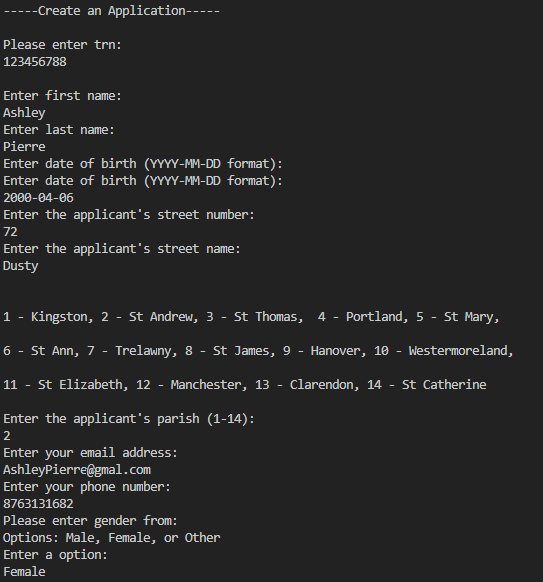 -----Create an Application-----
Please enter trn:
123456788
Enter first name:
Ashley
Enter last name:
Pierre
Enter date of birth (YYYY-MM-DD format):
Enter date of birth (YYYY-MM-DD format):
2000-04-06
Enter the applicant's street number:
72
Enter the applicant's street name:
Dusty
1 - Kingston, 2 - St Andrew, 3 - St Thomas,  4 - Portland, 5 - St Mary,
6 - St Ann, 7 - Trelawny, 8 - St James, 9 - Hanover, 10 - Westermoreland,
11 - St Elizabeth, 12 - Manchester, 13 - Clarendon, 14 - St Catherine
Enter the applicant's parish (1-14):
2
Enter your email address:
AshleyPierre@gmal.com
Enter your phone number:
8763131682
Please enter gender from:
Options: Male, Female, or Other
Enter a option:
Female